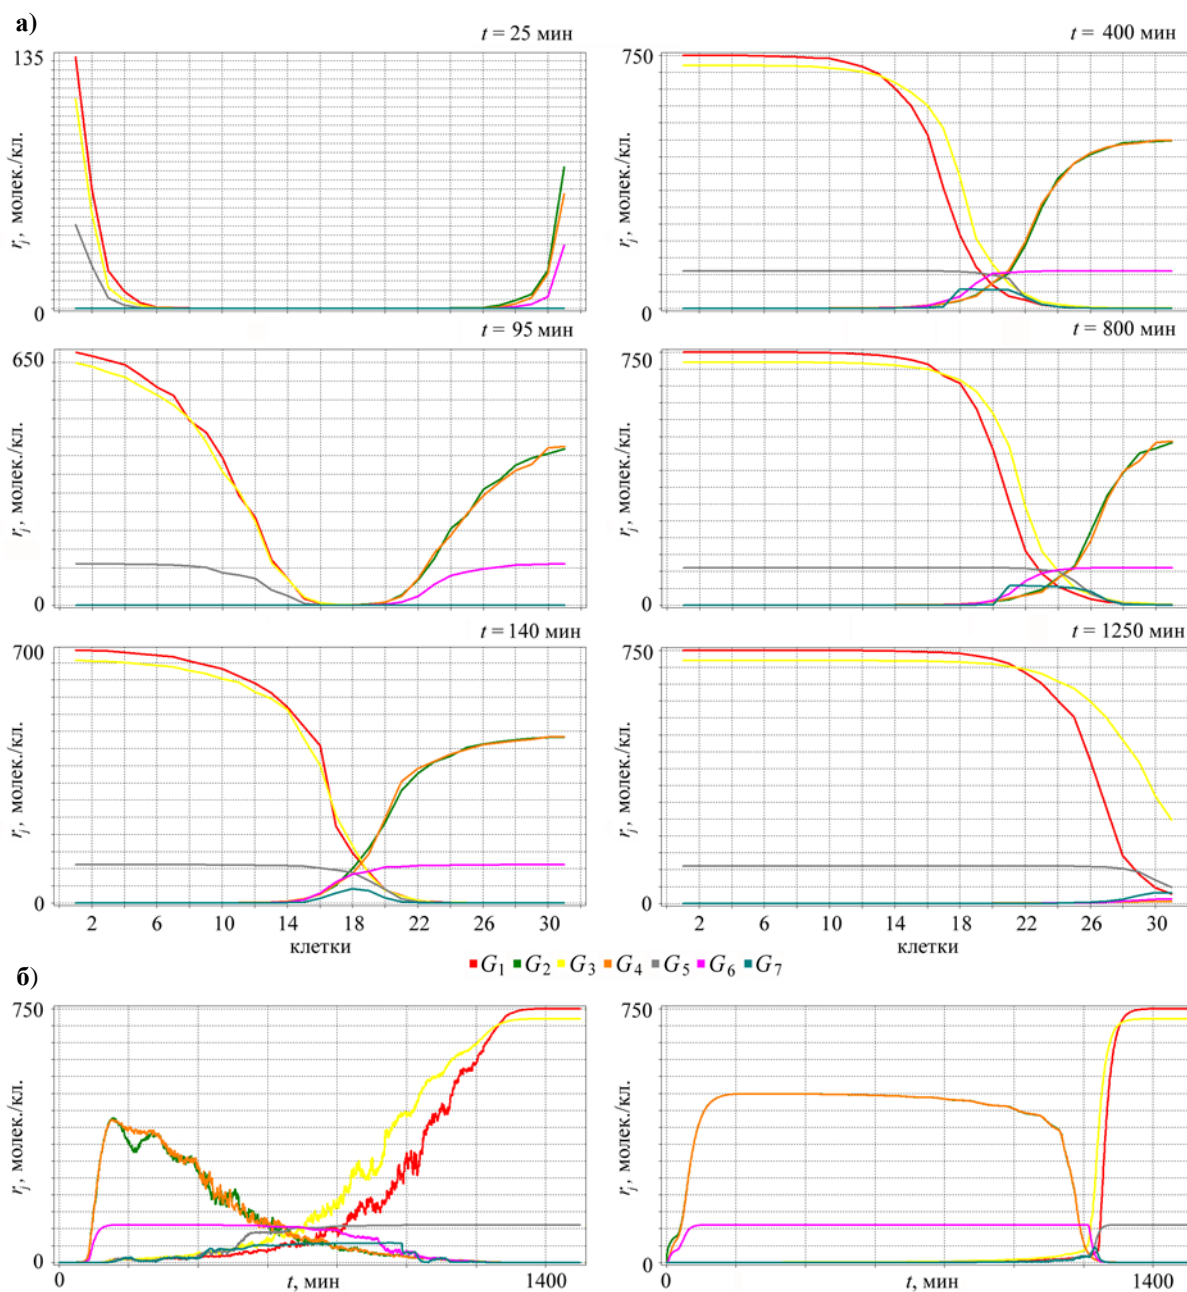 а)
t = 25 мин
135
0
r_j, молек./кл.
t = 400 мин
750
0
r_j, молек./кл.
t = 95 мин
650
0
r_j, молек./кл.
t = 800 мин
750
0
r_j, молек./кл.
t = 140 мин
700
0
r_j, молек./кл.
2 6 10 14 18 22 26 30
клетки
t = 1250 мин
750
0
r_j, молек./кл.
2 6 10 14 18 22 26 30
клетки
G1 G2 G3 G4 G5 G6 G7
б)
750
0
r_j, молек./кл.
0 t, мин 1400
750
0
r_j, молек./кл.
0 t, мин 1400